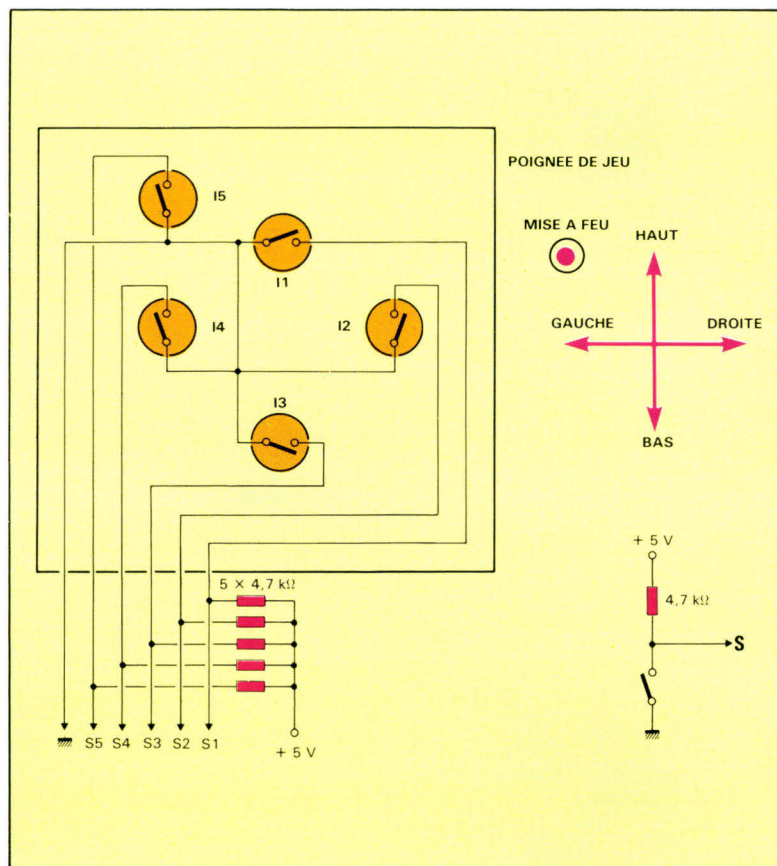 POIGNEE DE JEU
I5
MISE A FEU
HAUT
I1
I4
I2
GAUCHE
DROITE
I3
BAS
+ 5 V
5 × 4,7 kΩ
4,7 kΩ
S
S5 S4 S3 S2 S1
+ 5 V